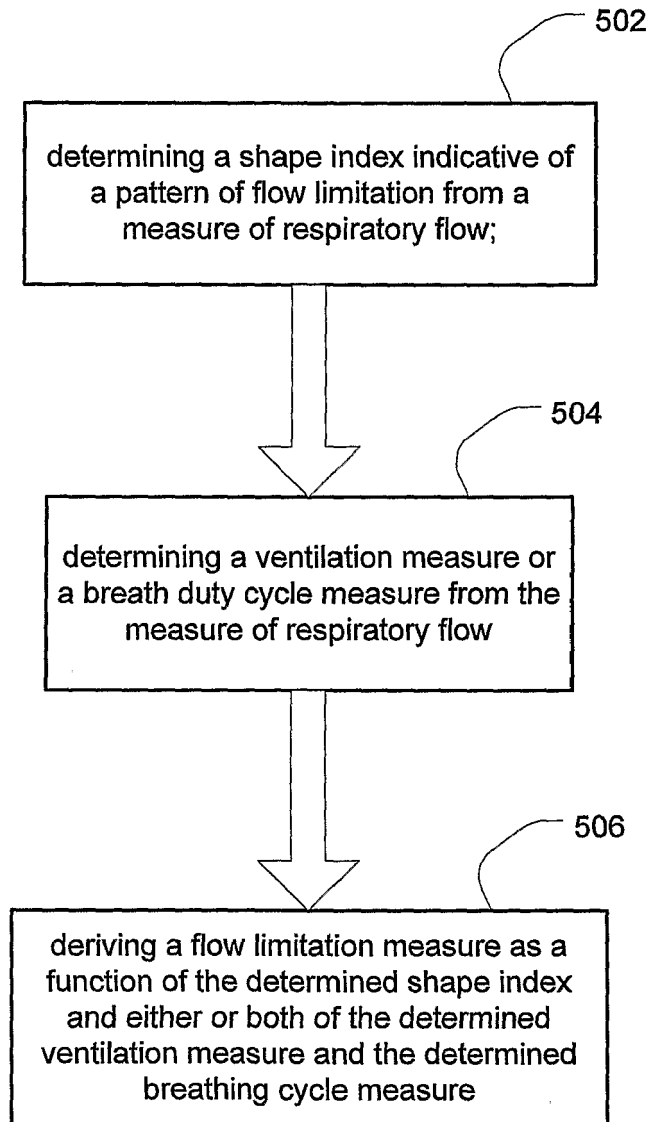 502
determining a shape index indicative of
a pattern of flow limitation from a
measure of respiratory flow;
504
determining a ventilation measure or
a breath duty cycle measure from the
measure of respiratory flow
506
deriving a flow limitation measure as a
function of the determined shape index
and either or both of the determined
ventilation measure and the determined
breathing cycle measure